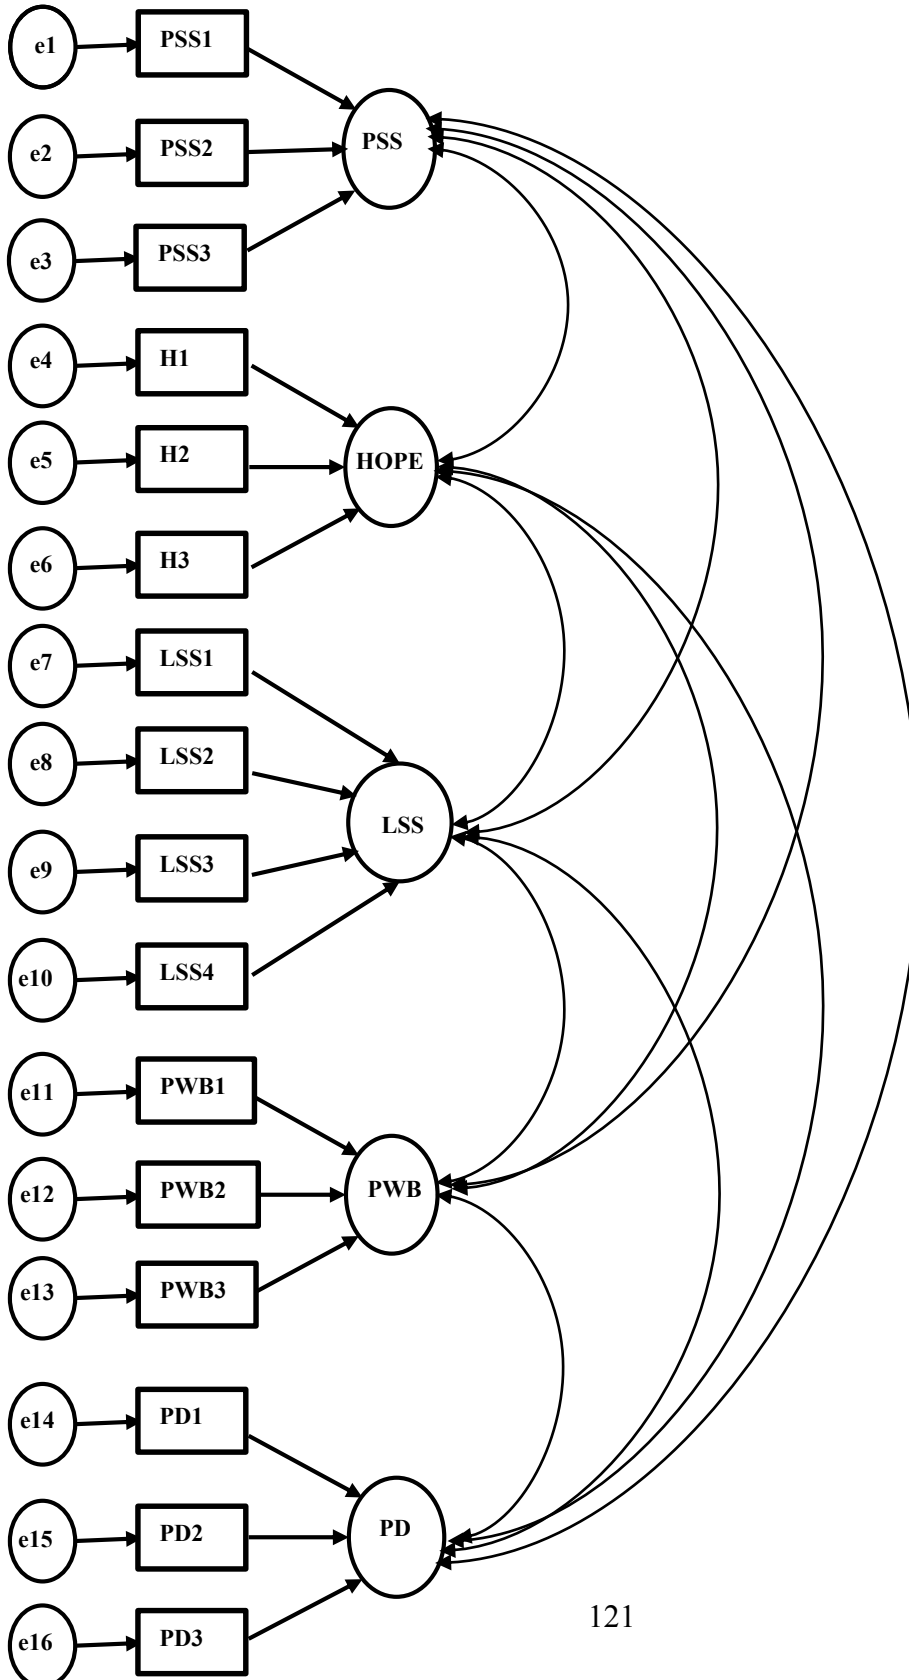 e1 PSS1
PSS
e2 PSS2
e3 PSS3
e4 H1
e5 H2
HOPE
e6 H3
e7 LSS1
e8 LSS2
LSS
e9 LSS3
e10 LSS4
e11 PWB1
e12 PWB2 PWB
e13 PWB3
e14 PD1
e15 PD2 PD
e16 PD3
121